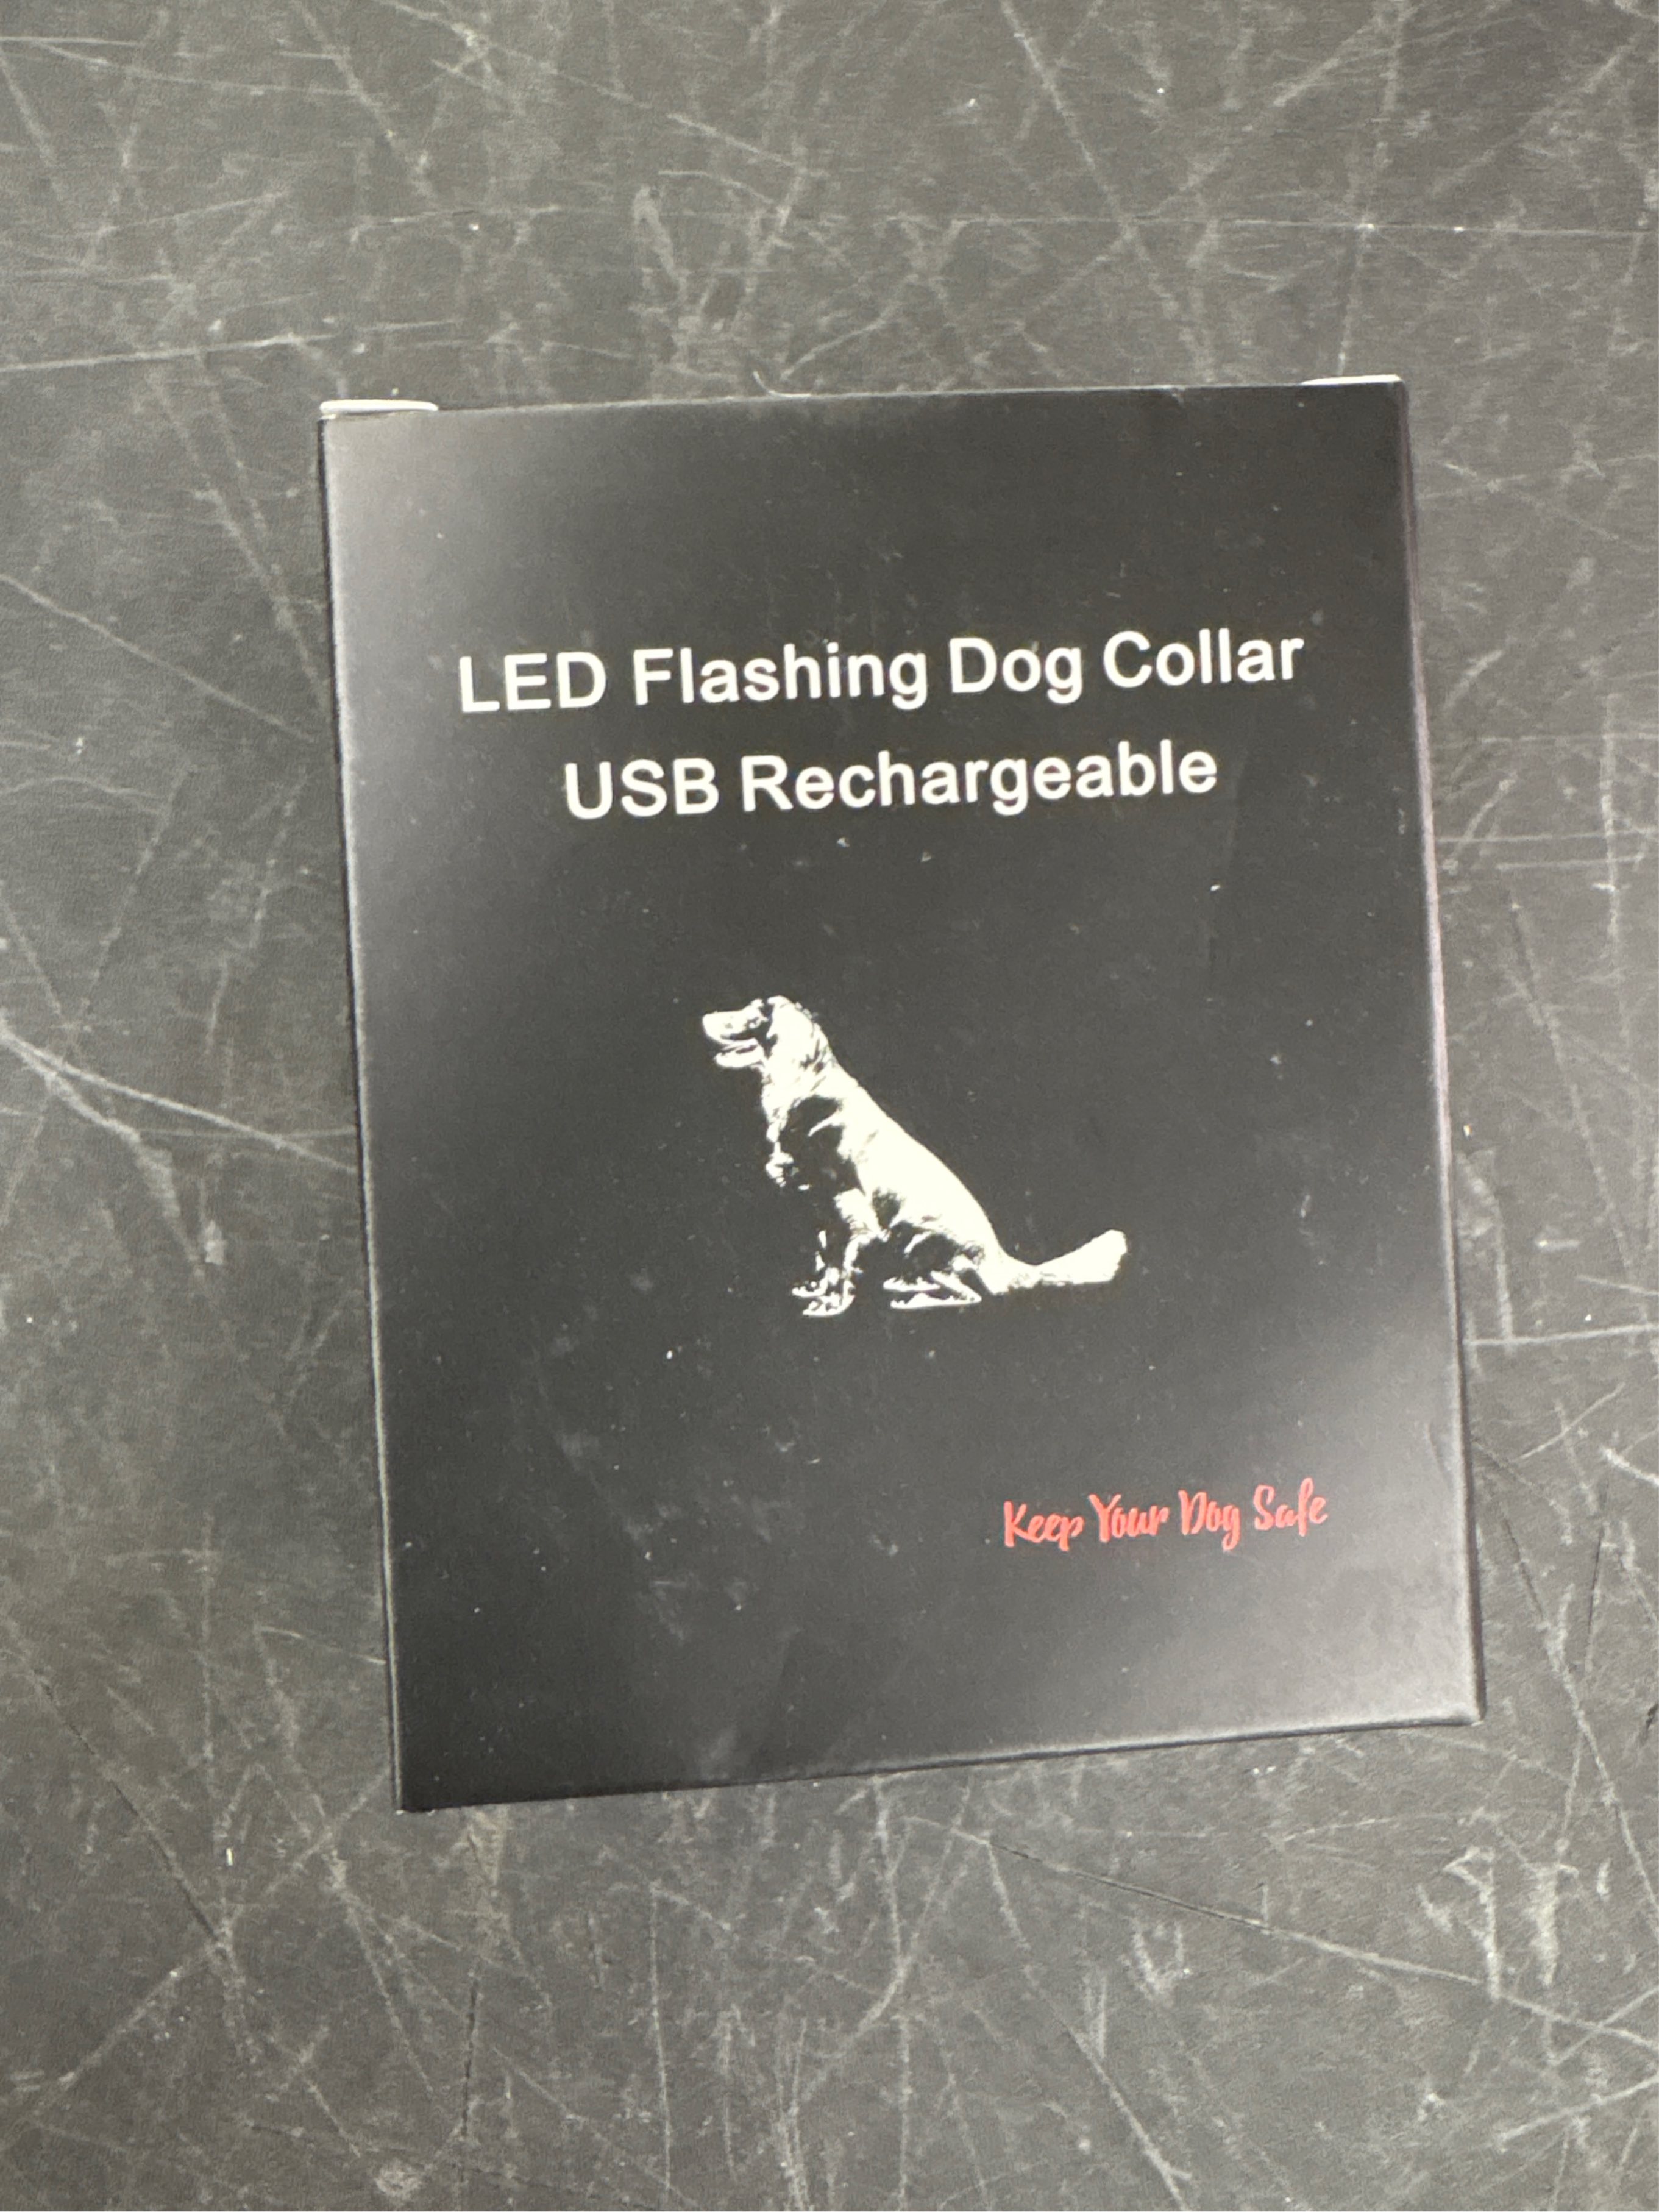 LED Flashing Dog Collar
USB Rechargeable
Keep Your Dog Safe